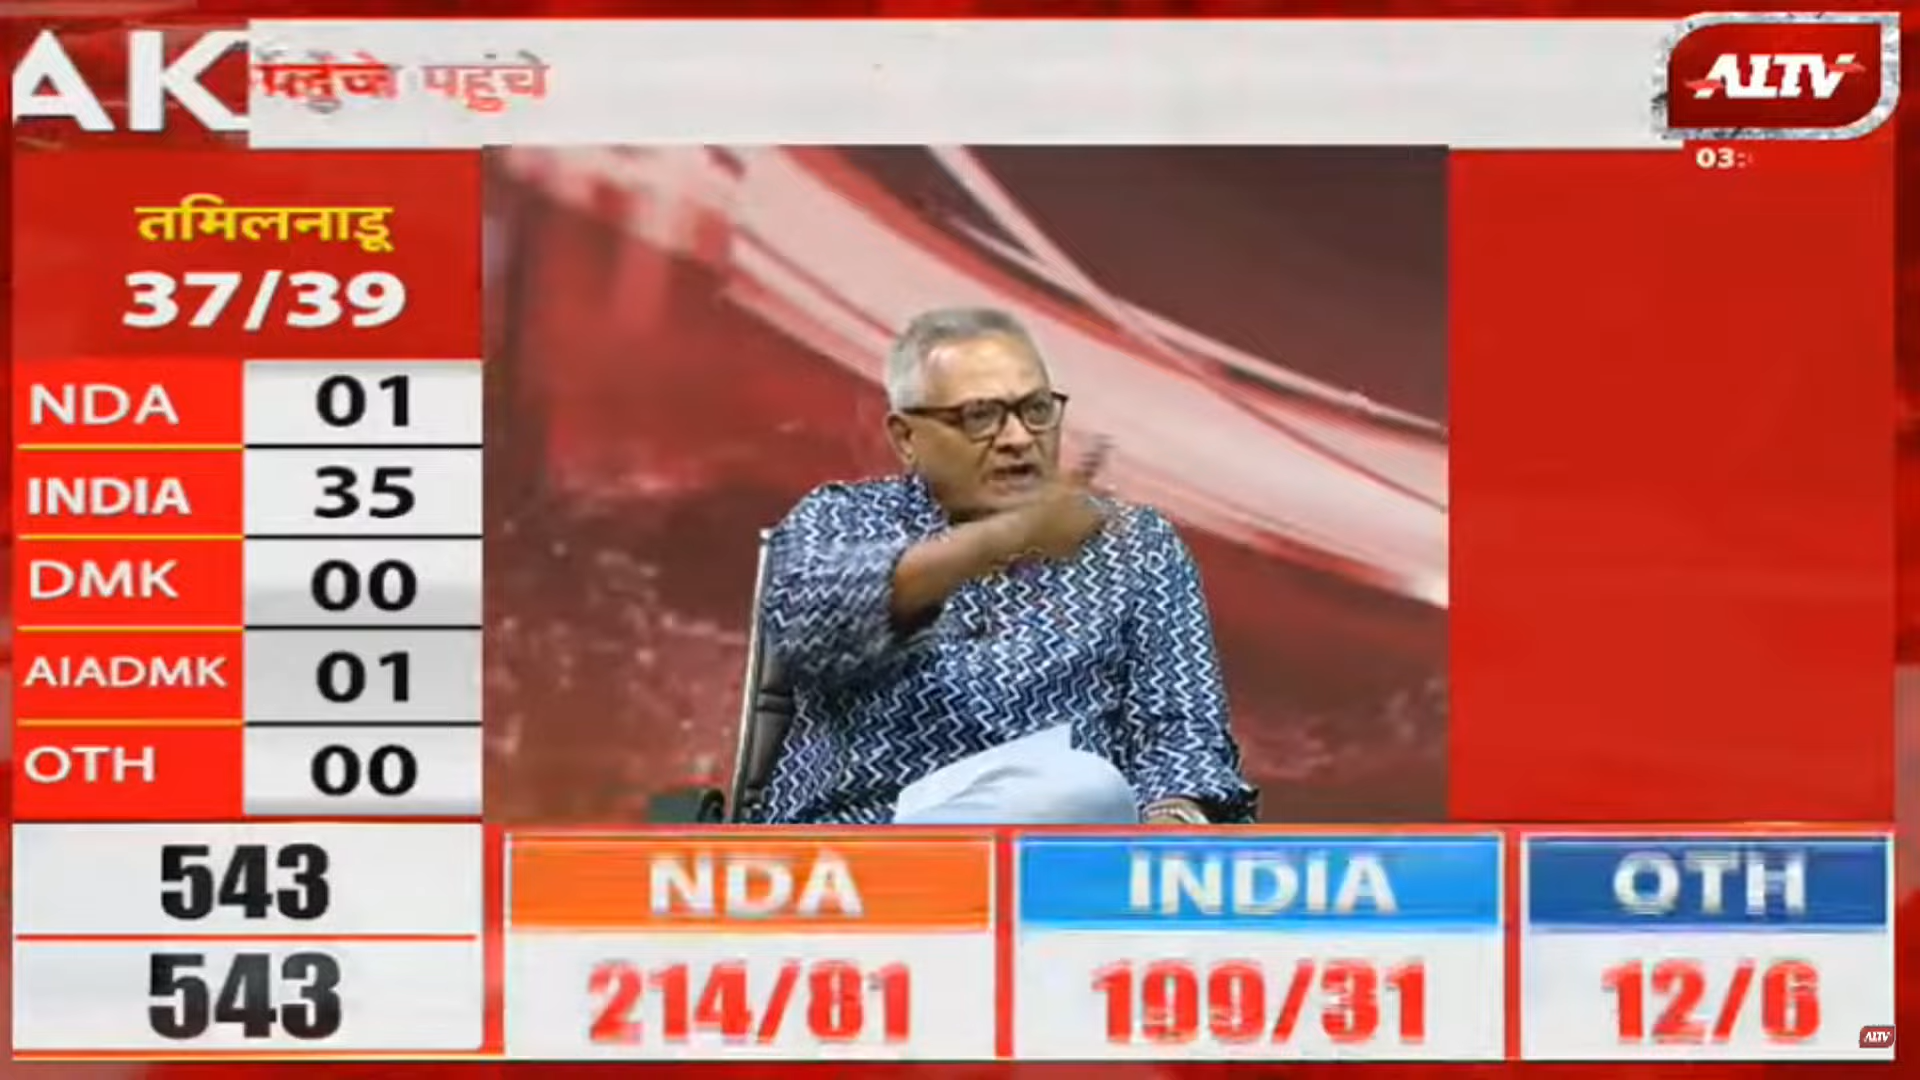 AK
पहुंचे
ALTV
03:
तमिलनाडू
37/39
NDA 01
INDIA 35
DMK 00
AIADMK 01
OTH 00
543
543
NDA
214/81
INDIA
199/31
OTH
12/6
ALTV